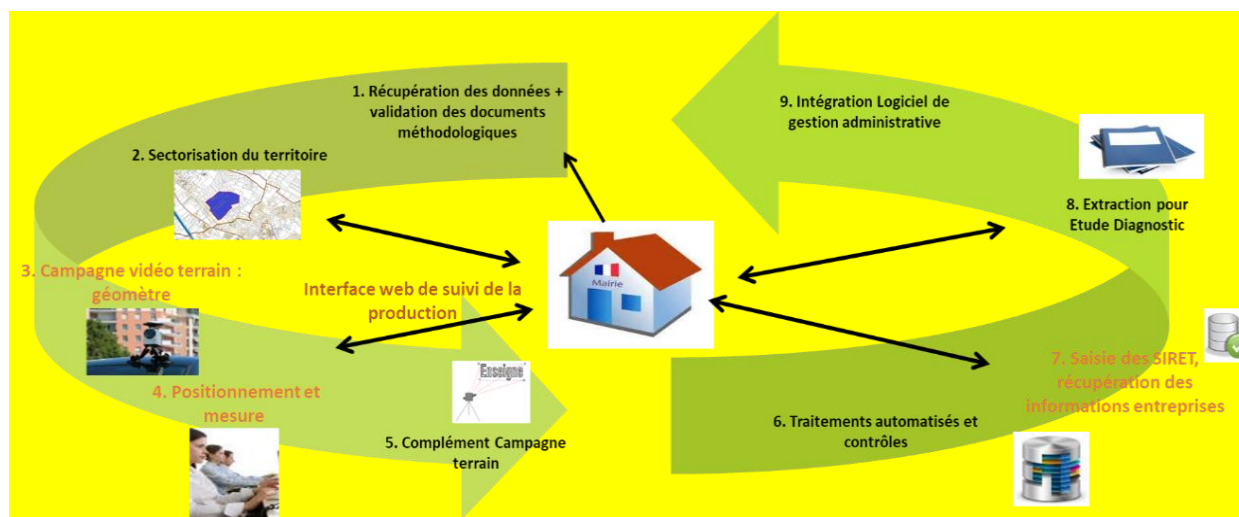 1. Récupération des données +
validation des documents
méthodologiques
2. Sectorisation du territoire
3. Campagne vidéo terrain :
géomètre
4. Positionnement et
mesure
Enseigne
5. Complément Campagne
terrain
Interface web de suivi de la
production
Mairie
6. Traitements automatisés et
contrôles
7. Saisie des SIRET,
récupération des
informations entreprises
8. Extraction pour
Etude Diagnostic
9. Intégration Logiciel de
gestion administrative